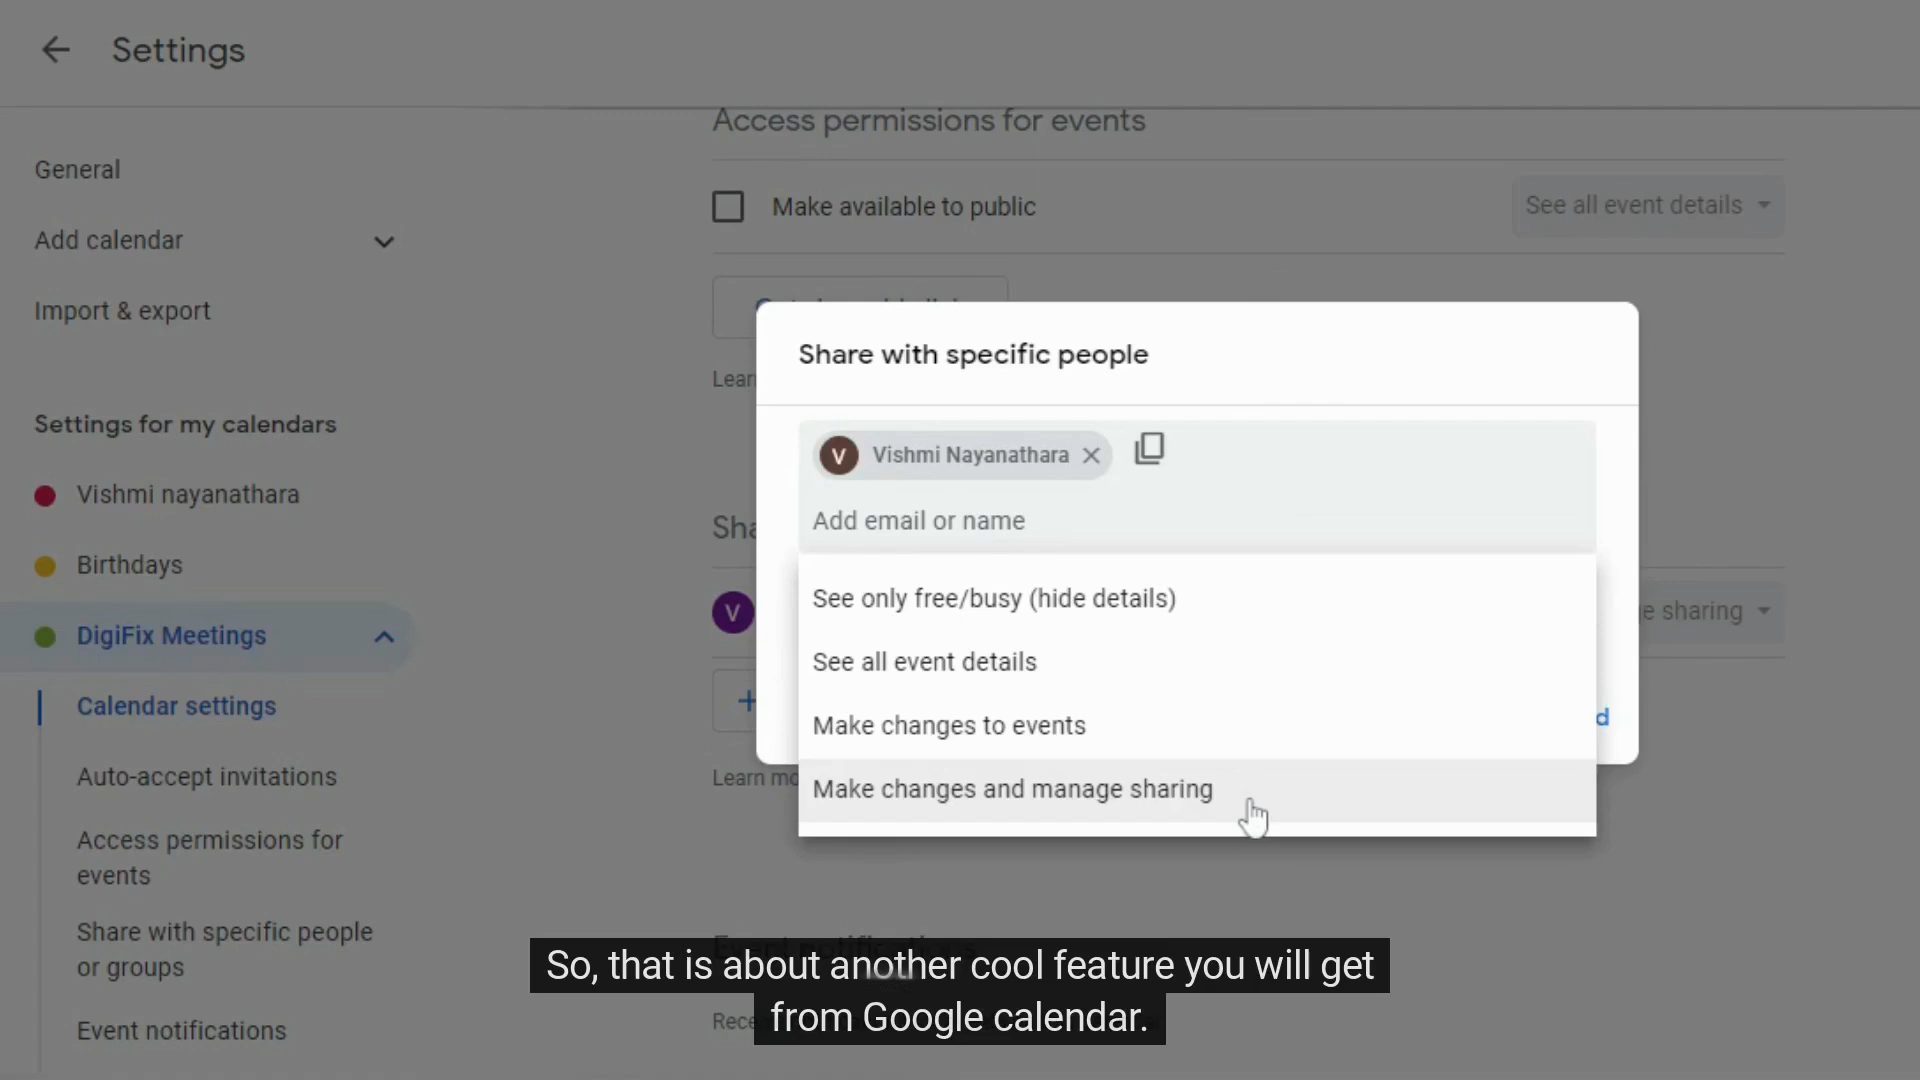 Settings
General
Add calendar
Import & export
Settings for my calendars
Vishmi nayanathara
Birthdays
DigiFix Meetings
Calendar settings
Auto-accept invitations
Access permissions for
events
Share with specific people
or groups
Event notifications
Access permissions for events
Make available to public
See all event details
Share with specific people
V
Vishmi Nayanathara
Add email or name
See only free/busy (hide details)
See all event details
Make changes to events
Make changes and manage sharing
V
sharing
Event notifications
So, that is about another cool feature you will get
from Google calendar.